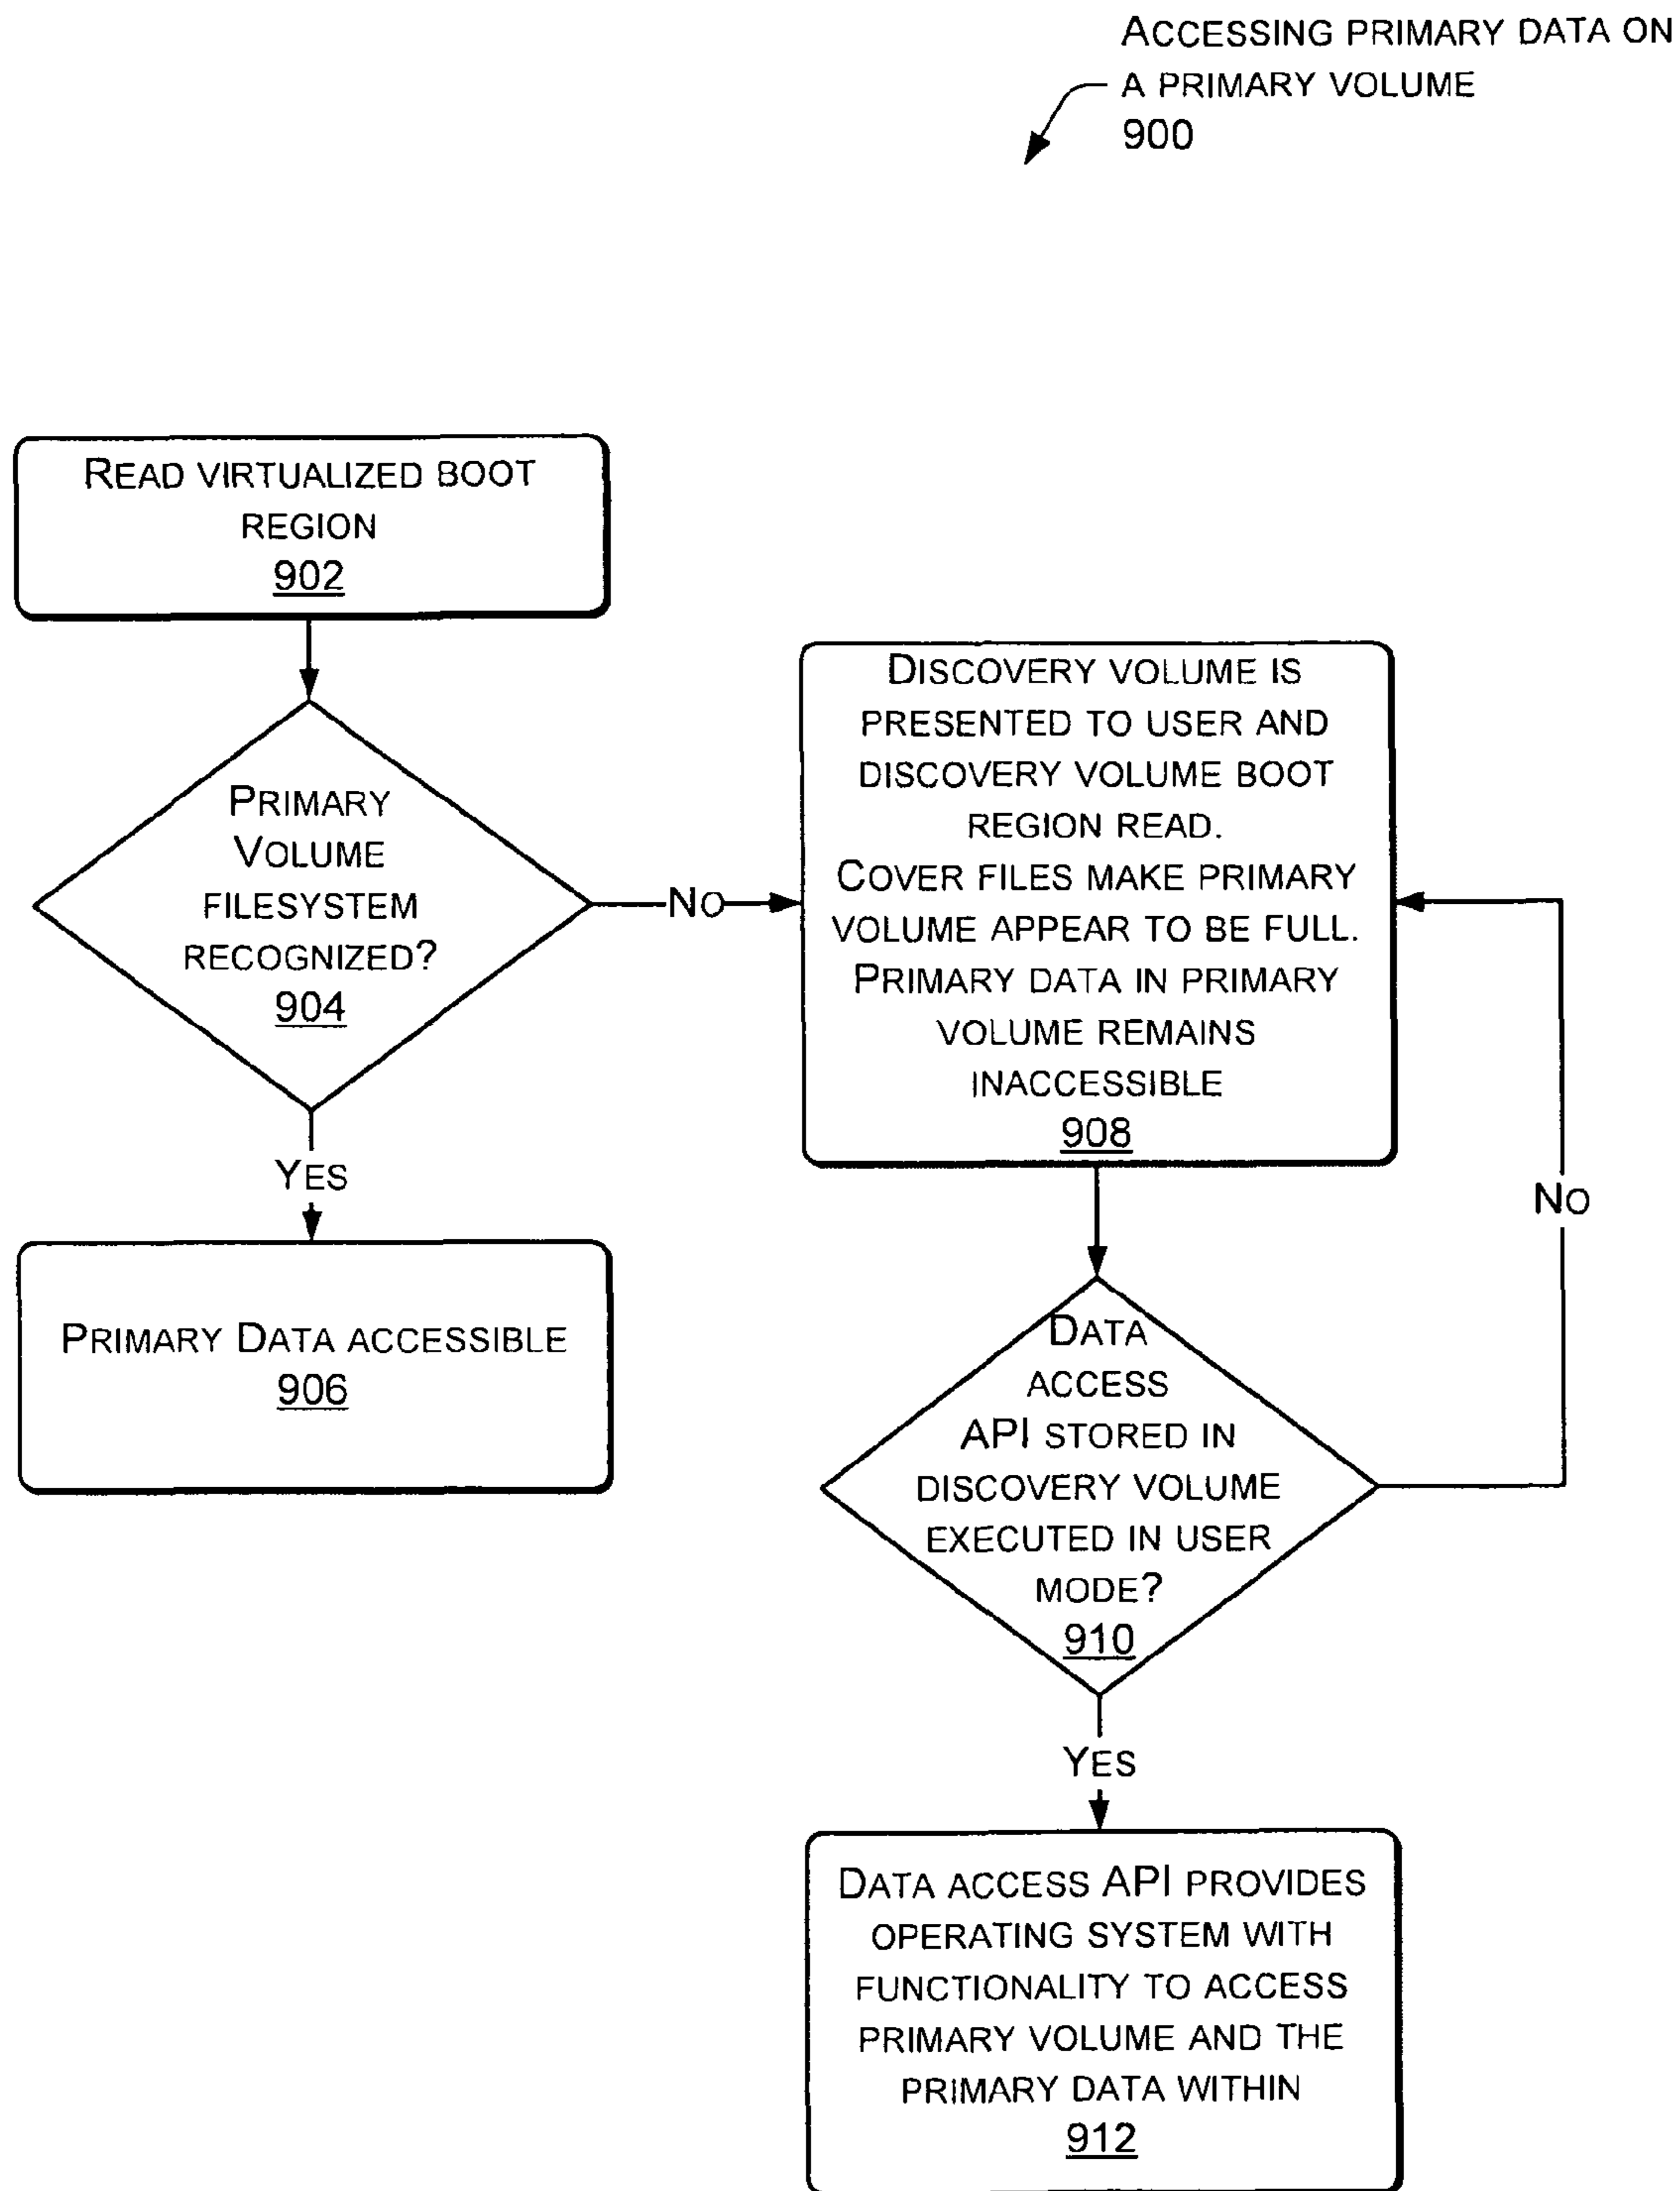 ACCESSING PRIMARY DATA ON
A PRIMARY VOLUME
900
READ VIRTUALIZED BOOT
REGION
902
PRIMARY
VOLUME
FILESYSTEM
RECOGNIZED?
904
NO
YES
PRIMARY DATA ACCESSIBLE
906
DISCOVERY VOLUME IS
PRESENTED TO USER AND
DISCOVERY VOLUME BOOT
REGION READ.
COVER FILES MAKE PRIMARY
VOLUME APPEAR TO BE FULL.
PRIMARY DATA IN PRIMARY
VOLUME REMAINS
INACCESSIBLE
908
NO
DATA
ACCESS
API STORED IN
DISCOVERY VOLUME
EXECUTED IN USER
MODE?
910
YES
DATA ACCESS API PROVIDES
OPERATING SYSTEM WITH
FUNCTIONALITY TO ACCESS
PRIMARY VOLUME AND THE
PRIMARY DATA WITHIN
912